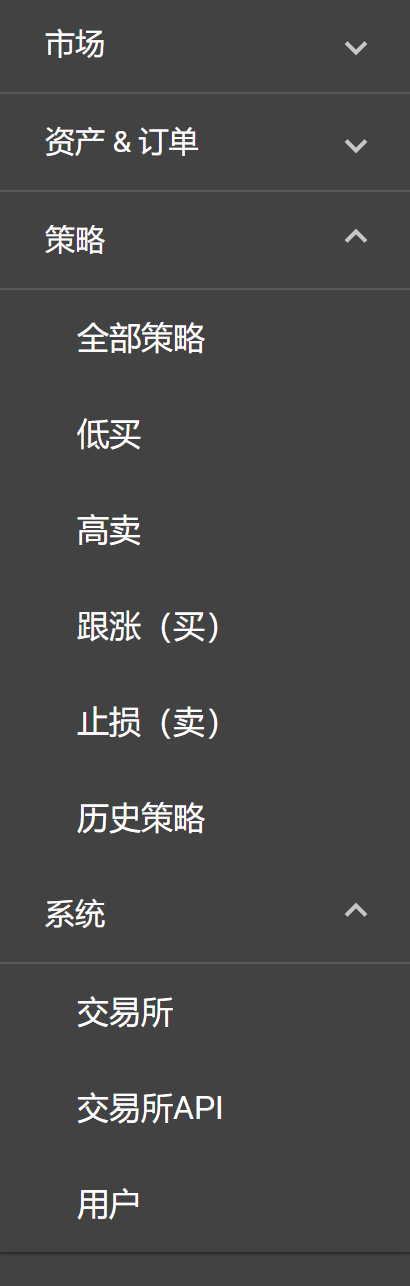 市场
资产 & 订单
策略
全部策略
低买
高卖
跟涨（买）
止损（卖）
历史策略
系统
交易所
交易所API
用户